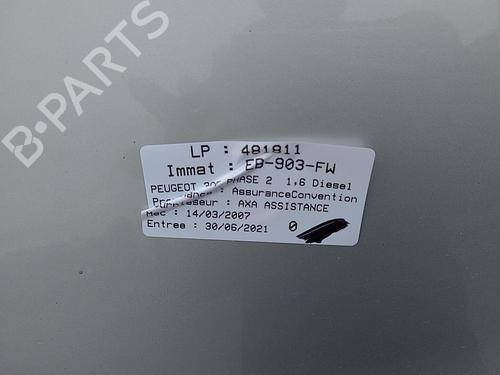 B-PARTS
LP : 481811
Immat : EB-903-FW
PEUGEOT PHASE 2 1,6 Diesel
: AssuranceConvention
: AXA ASSISTANCE
Mec : 14/03/2007
Entree : 30/06/2021 0